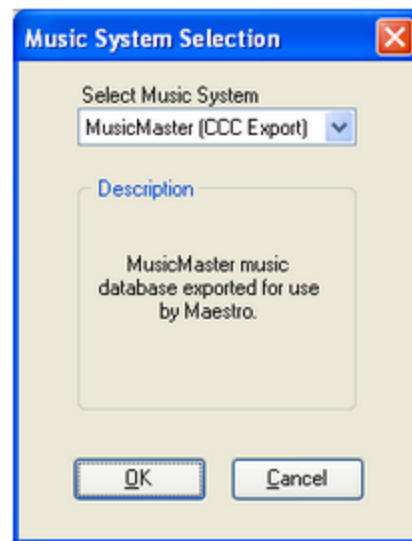 Music System Selection
Select Music System
MusicMaster (CCC Export)
Description
MusicMaster music
database exported for use
by Maestro.
OK
Cancel